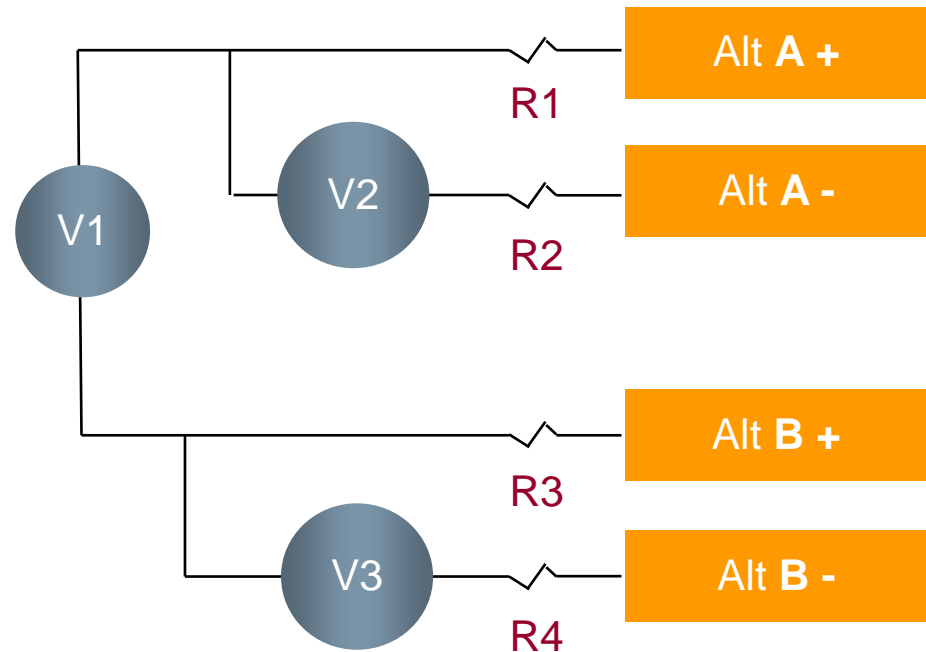 Alt A +
R1
V2
Alt A -
V1
R2
Alt B +
R3
V3
Alt B -
R4